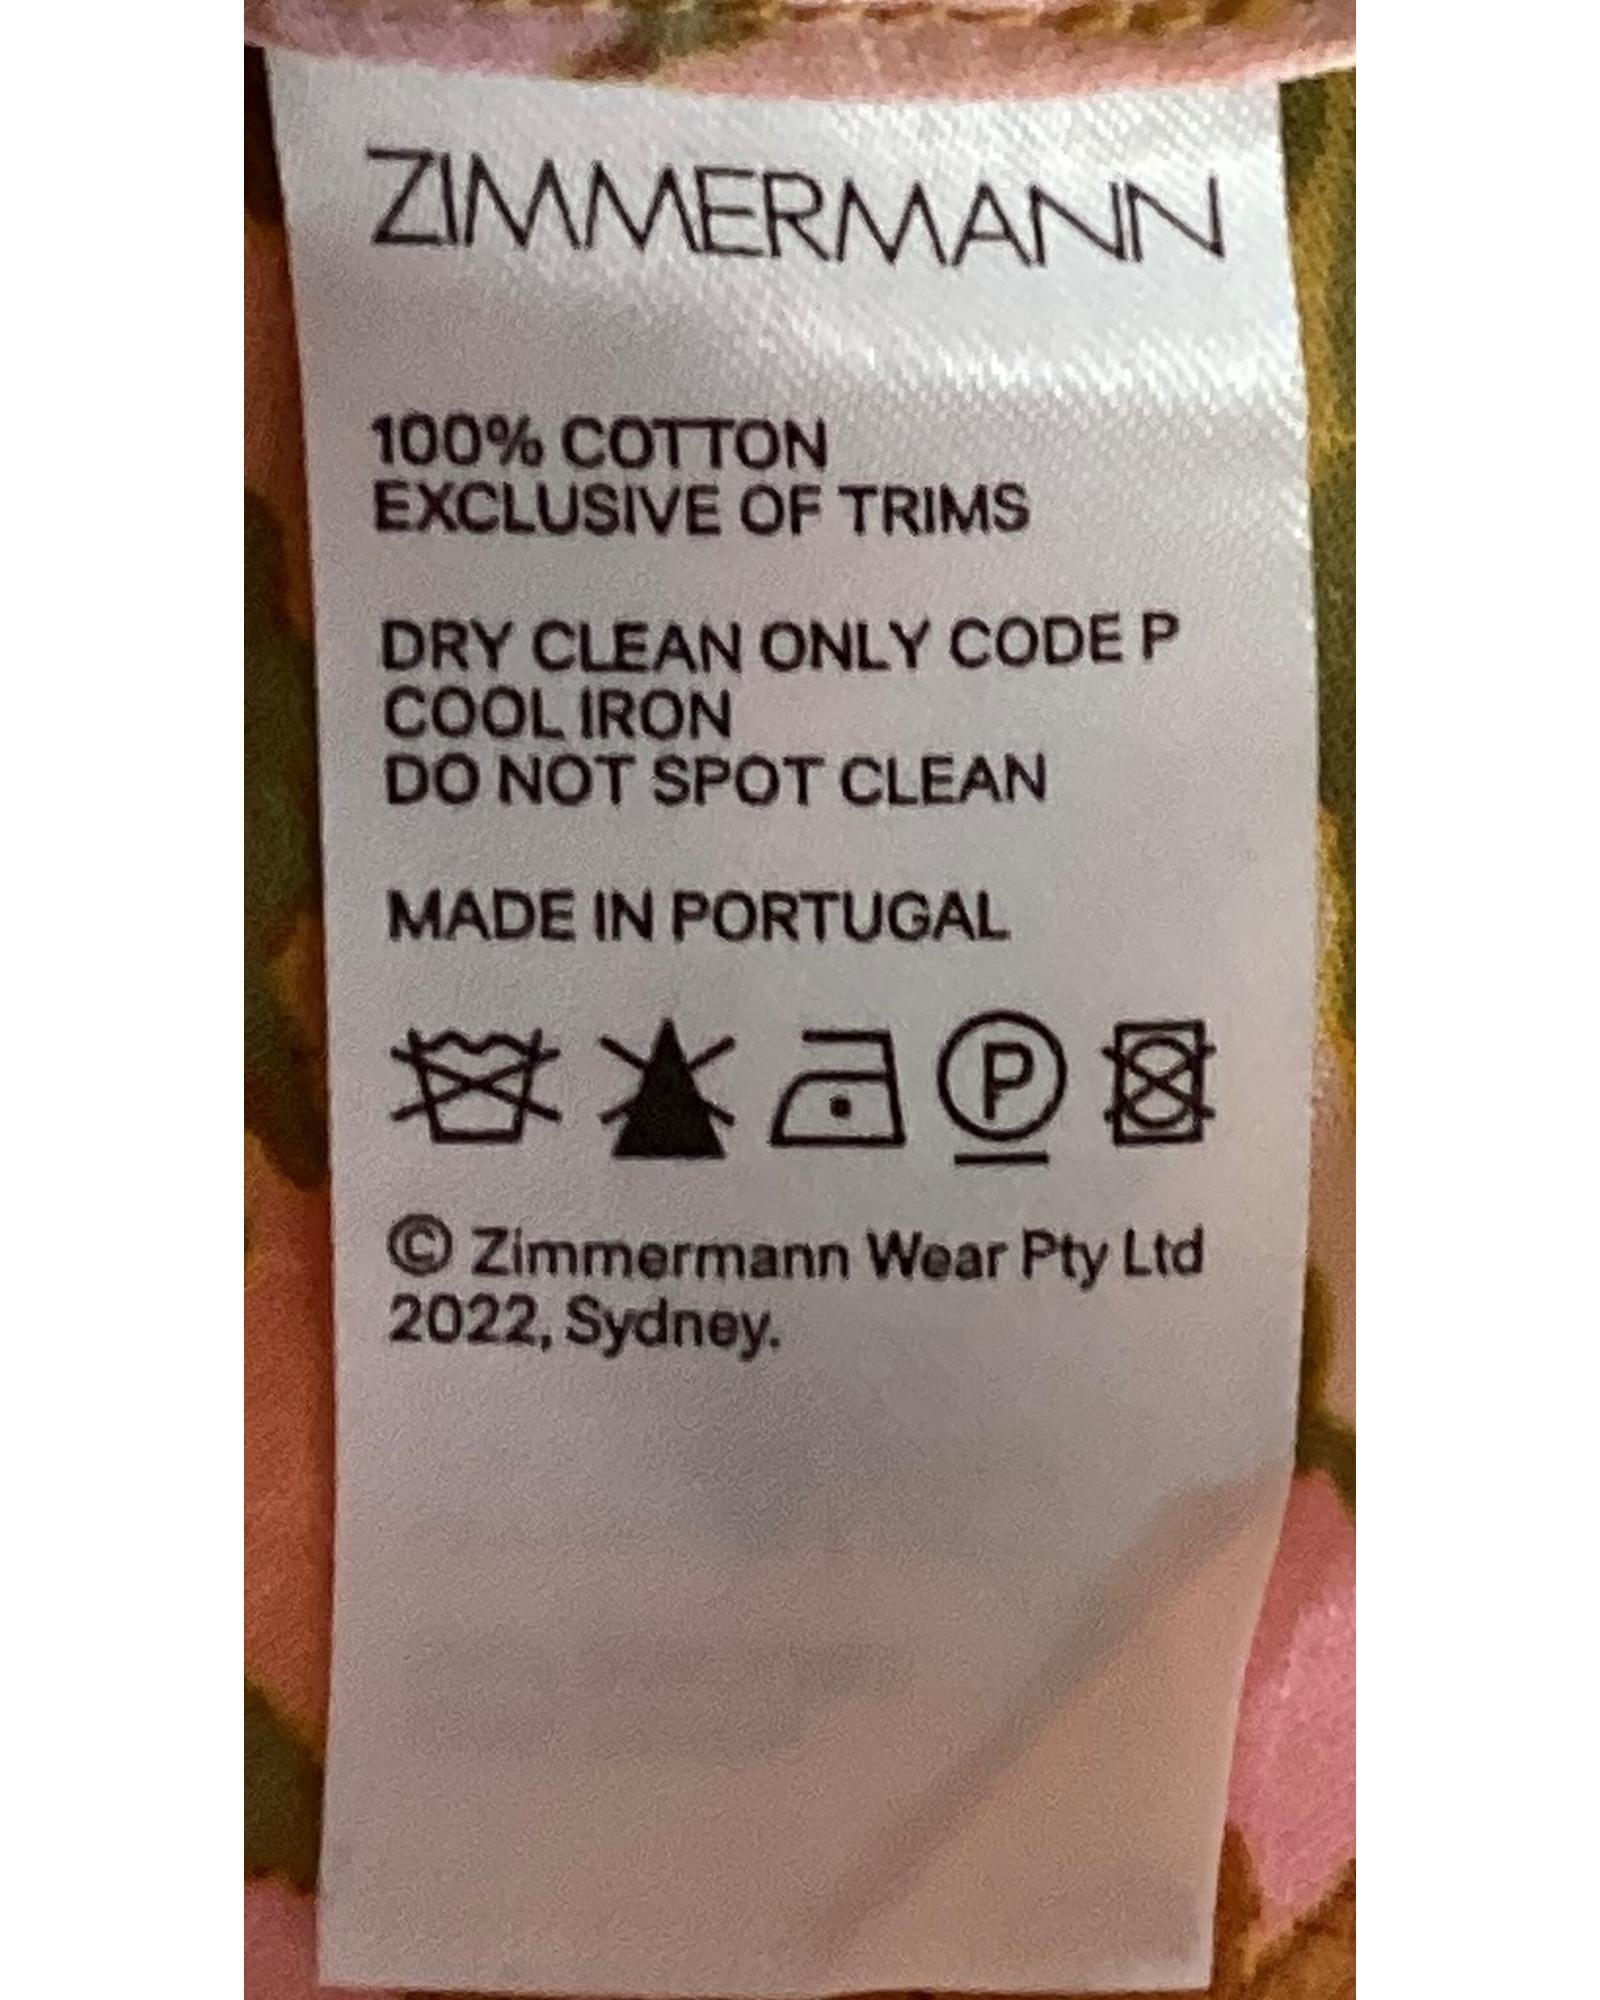 ZIMMERMANN
100% COTTON
EXCLUSIVE OF TRIMS
DRY CLEAN ONLY CODE P
COOL IRON
DO NOT SPOT CLEAN
MADE IN PORTUGAL
P
© Zimmermann Wear Pty Ltd
2022, Sydney.